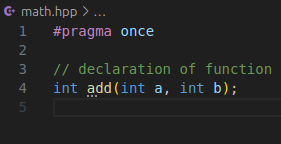 math.hpp > ...
1 #pragma once
2
3 // declaration of function
4 int add(int a, int b);
5